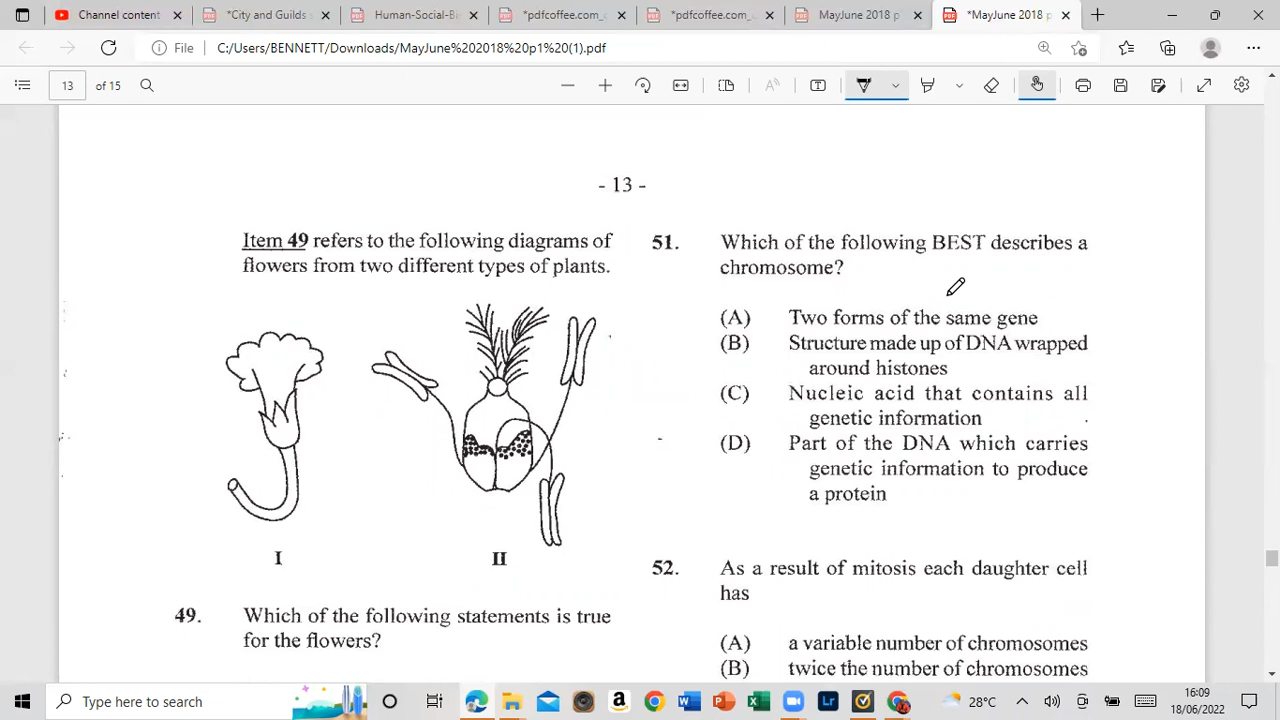 Channel content
*City and Guilds s
Human-Social-Bi
*pdfcoffee.com_c
*pdfcoffee.com_
MayJune 2018 p
*MayJune 2018 p
File
C:/Users/BENNETT/Downloads/MayJune%202018%20p1%20(1).pdf
13 of 15
- 13 -
Item 49 refers to the following diagrams of
flowers from two different types of plants.
I
II
49. Which of the following statements is true
for the flowers?
51. Which of the following BEST describes a
chromosome?
(A) Two forms of the same gene
(B) Structure made up of DNA wrapped
around histones
(C) Nucleic acid that contains all
genetic information
(D) Part of the DNA which carries
genetic information to produce
a protein
52. As a result of mitosis each daughter cell
has
(A) a variable number of chromosomes
(B) twice the number of chromosomes
Type here to search
28°C
16:09
18/06/2022